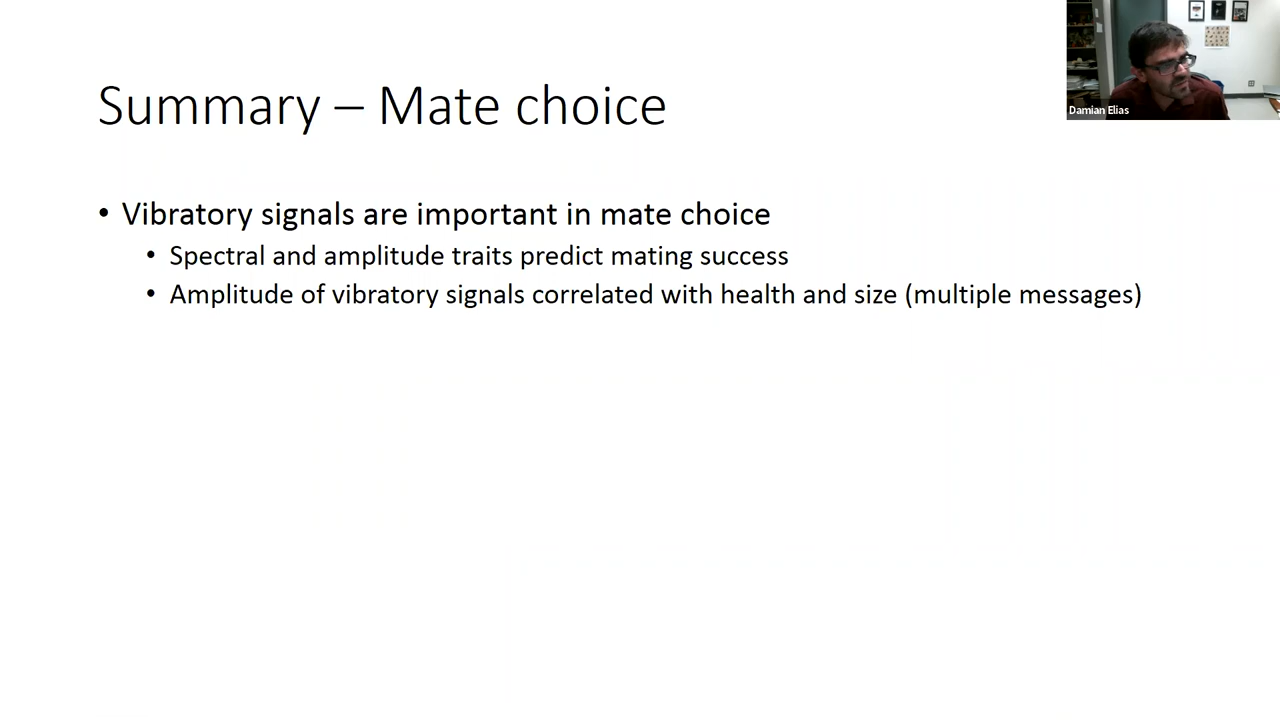 Damian Elias
Summary – Mate choice
• Vibratory signals are important in mate choice
• Spectral and amplitude traits predict mating success
• Amplitude of vibratory signals correlated with health and size (multiple messages)